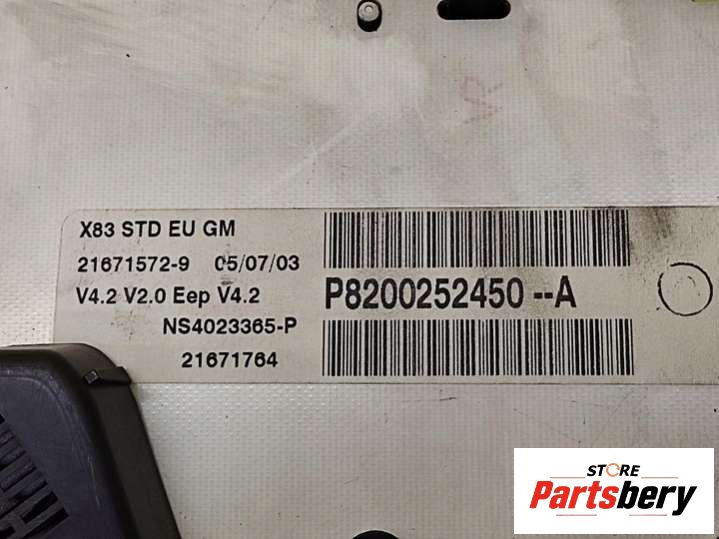 X83 STD EU GM
21671572-9 05/07/03
V4.2 V2.0 Eep V4.2
NS4023365-P
21671764
P8200252450--A
STORE
Partsbery